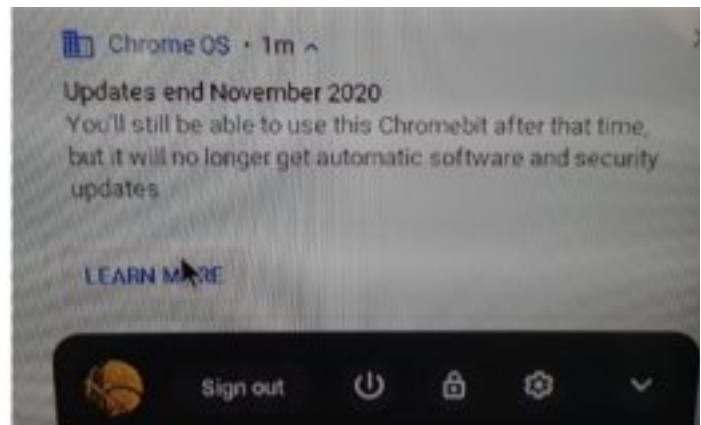 Chrome OS · 1m
Updates end November 2020
You'll still be able to use this Chromebit after that time,
but it will no longer get automatic software and security
updates
LEARN MORE
Sign out